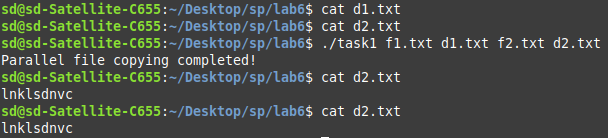 sd@sd-Satellite-C655:~/Desktop/sp/lab6$ cat d1.txt
sd@sd-Satellite-C655:~/Desktop/sp/lab6$ cat d2.txt
sd@sd-Satellite-C655:~/Desktop/sp/lab6$ ./task1 f1.txt d1.txt f2.txt d2.txt
Parallel file copying completed!
sd@sd-Satellite-C655:~/Desktop/sp/lab6$ cat d2.txt
lnklsdnvc
sd@sd-Satellite-C655:~/Desktop/sp/lab6$ cat d2.txt
lnklsdnvc